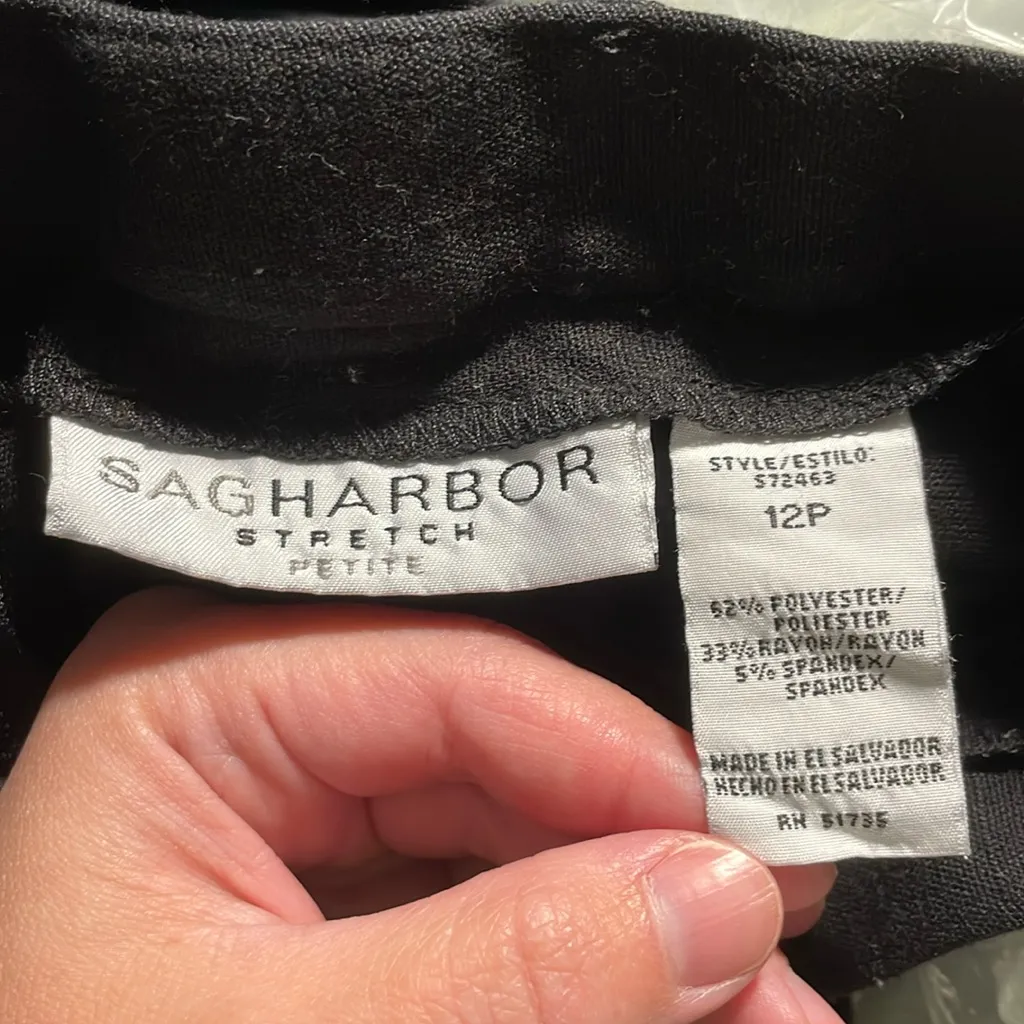 SAGHARBOR
STRETCH
PETITE
STYLE/ESTILO:
S72463
12P
62% POLYESTER/
POLIESTER
33% RAYON/RAYON
5% SPANDEX/
SPANDEX
MADE IN EL SALVADOR
HECHO EN EL SALVADOR
RN 51735